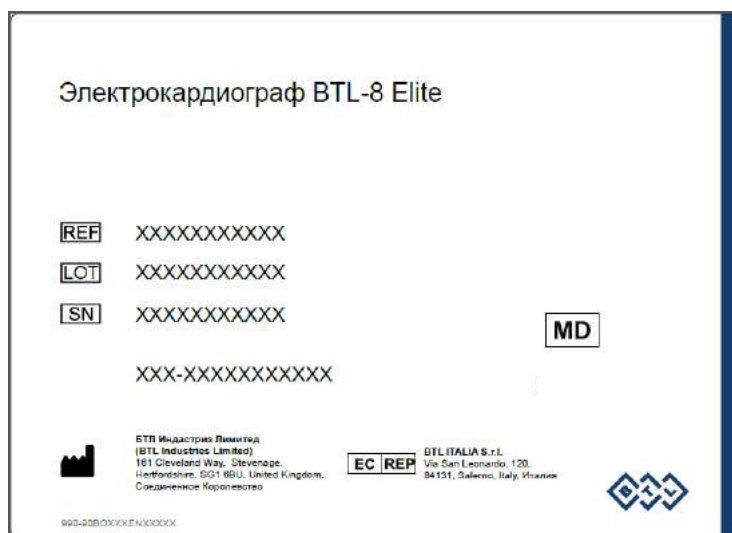 Электрокардиограф BTL-8 Elite
REF XXXXXXXXXXX
LOT XXXXXXXXXXX
SN XXXXXXXXXXX
MD
XXX-XXXXXXXXXXX
БТЛ Индастриз Лимитед
(BTL Industries Limited)
161 Cleveland Way, Stevenage,
Hertfordshire, SG1 6BU, United Kingdom,
Соединенное Королевство
EC REP
BTL ITALIA S.r.l.
Via San Leonardo, 120,
84131, Salerno, Italy, Италия
BTL